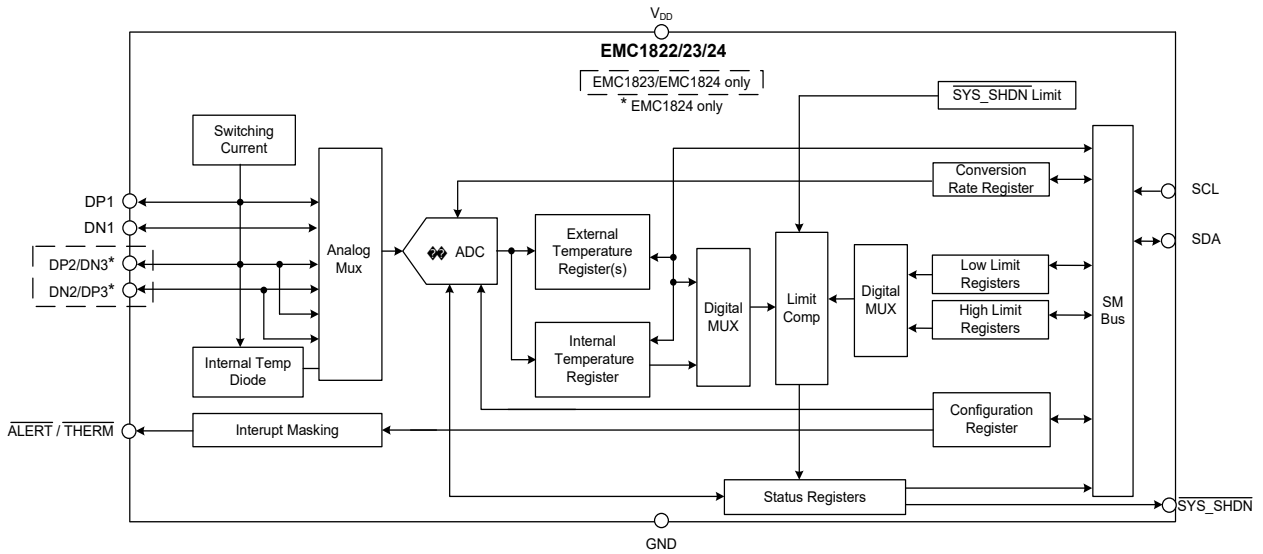 VDD
EMC1822/23/24
EMC1823/EMC1824 only
* EMC1824 only
SYS_SHDN Limit
Switching
Current
Conversion
Rate Register
DP1
DN1
DP2/DN3*
DN2/DP3*
Analog
Mux
�� ADC
External
Temperature
Register(s)
Internal
Temperature
Register
Digital
MUX
Limit
Comp
Digital
MUX
Low Limit
Registers
High Limit
Registers
SM
Bus
SCL
SDA
Internal Temp
Diode
ALERT / THERM
Interupt Masking
Configuration
Register
Status Registers
SYS_SHDN
GND